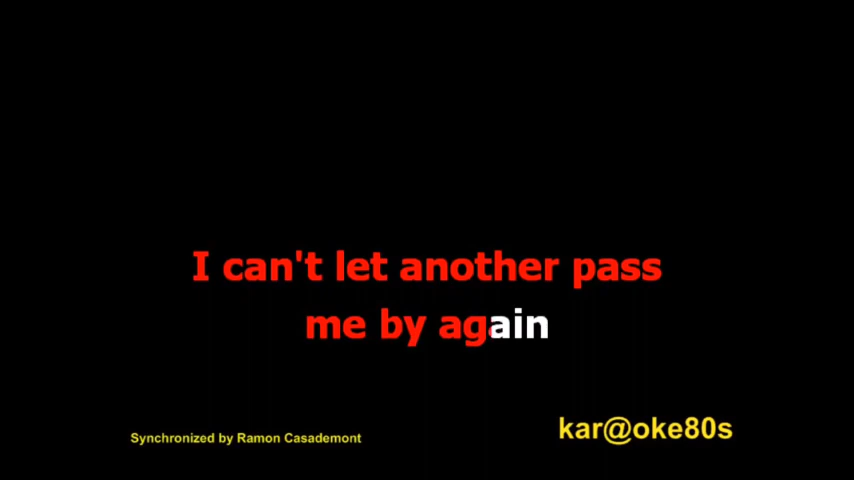 I can't let another pass
me by again
Synchronized by Ramon Casademont
kar@oke80s